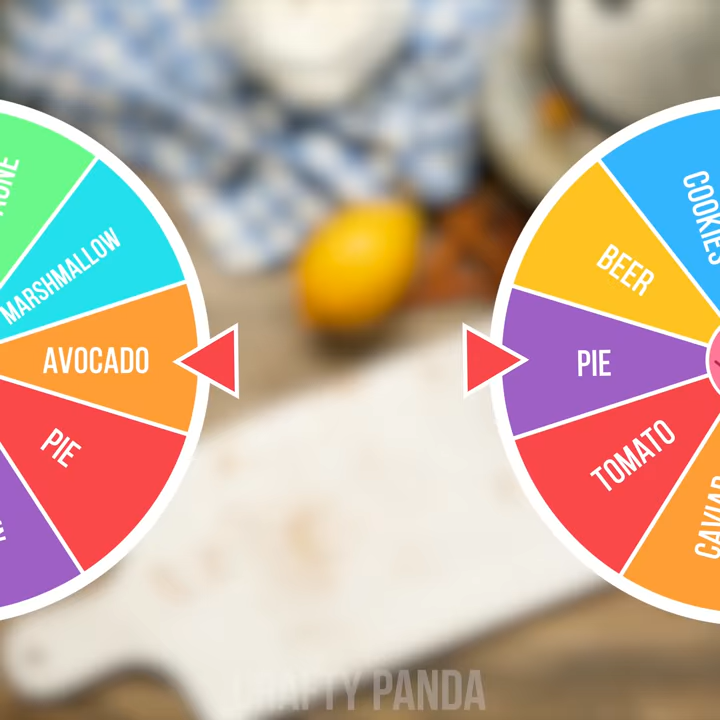 MARSHMALLOW
AVOCADO
PIE
COOKIES
BEER
PIE
TOMATO
CAVIAR
CRAFTY PANDA